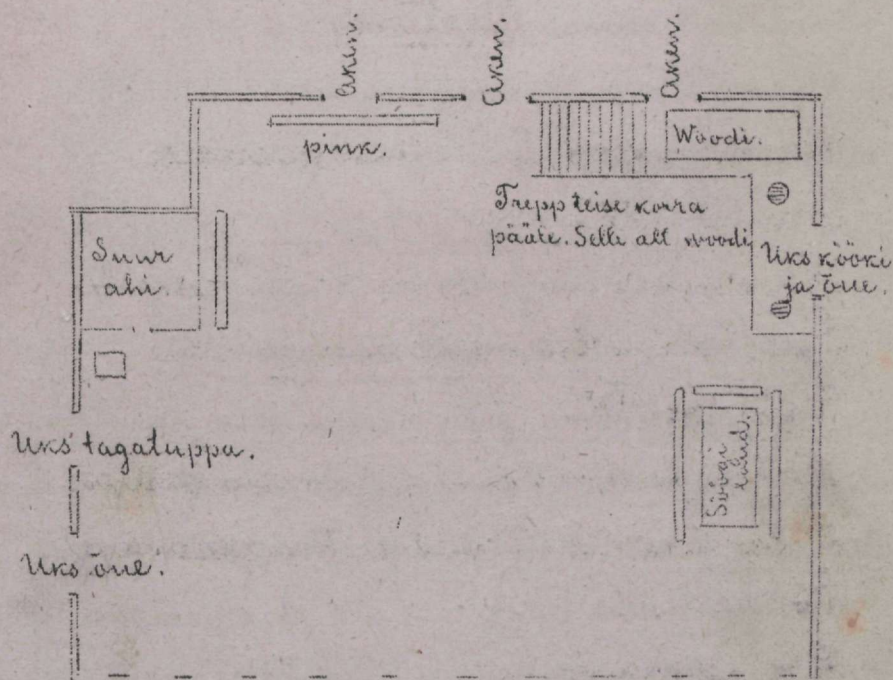 Aken.
Aken.
Aken.
pink.
Woodi.
Trepp teise korra
pääle. Selle all woodi
Suur
ahi.
Uks kööki
ja õue.
Uks tagatuppa.
Söögi
laud.
Uks õue.